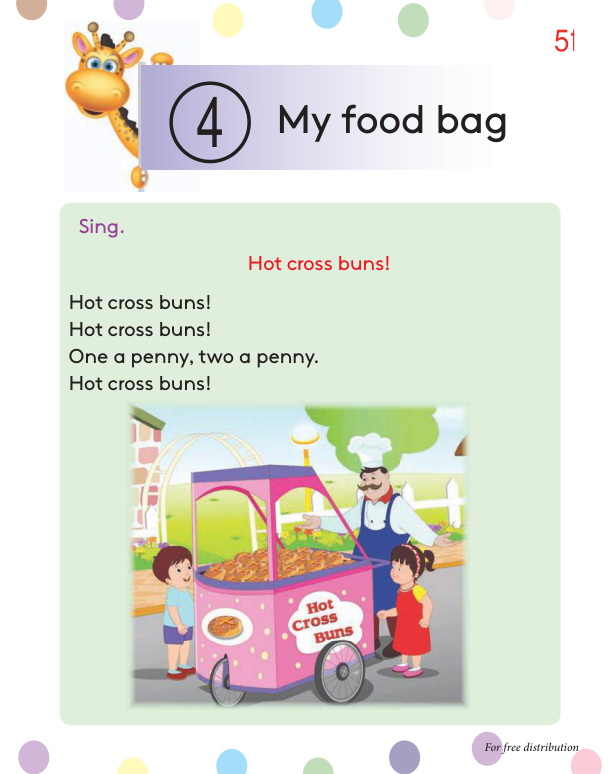 51
4 My food bag
Sing.
Hot cross buns!
Hot cross buns!
Hot cross buns!
One a penny, two a penny.
Hot cross buns!
Hot
Cross
Buns
For free distribution